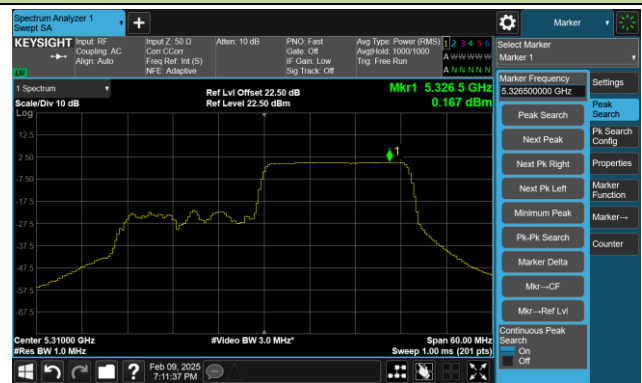 Spectrum Analyzer 1
Swept SA
Marker
KEYSIGHT
Input: RF
Coupling: AC
Align: Auto
Input Z: 50 Ω
Corr CCorr
Freq Ref: Int (S)
NFE: Adaptive
Atten: 10 dB
PNO: Fast
Gate: Off
IF Gain: Low
Sig Track: Off
Avg Type: Power (RMS)
Avg|Hold: 1000/1000
Trig: Free Run
1 2 3 4 5 6
A W W W W W
A N N N N N
LXI
Select Marker
Marker 1
1 Spectrum
Scale/Div 10 dB
Log
Ref Lvl Offset 22.50 dB
Ref Level 22.50 dBm
Mkr1 5.326 5 GHz
0.167 dBm
12.5
2.50
-7.50
-17.5
-27.5
-37.5
-47.5
-57.5
-67.5
1
Center 5.31000 GHz
#Res BW 1.0 MHz
#Video BW 3.0 MHz*
Span 60.00 MHz
Sweep 1.00 ms (201 pts)
Marker Frequency
5.326500000 GHz
Peak Search
Next Peak
Next Pk Right
Next Pk Left
Minimum Peak
Pk-Pk Search
Marker Delta
Mkr→CF
Mkr→Ref Lvl
Continuous Peak
Search
On
Off
Settings
Peak
Search
Pk Search
Config
Properties
Marker
Function
Marker→
Counter
Feb 09, 2025
7:11:37 PM